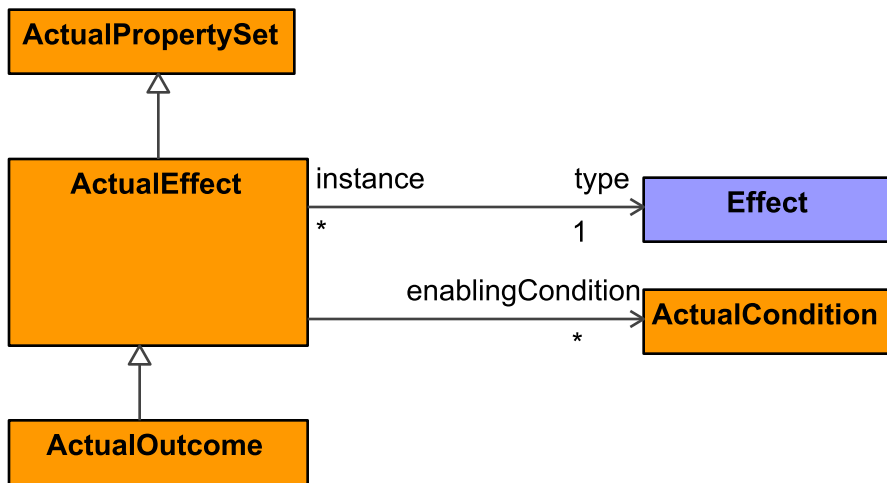 ActualPropertySet
ActualEffect
instance
type
Effect
*
1
enablingCondition
ActualCondition
*
ActualOutcome